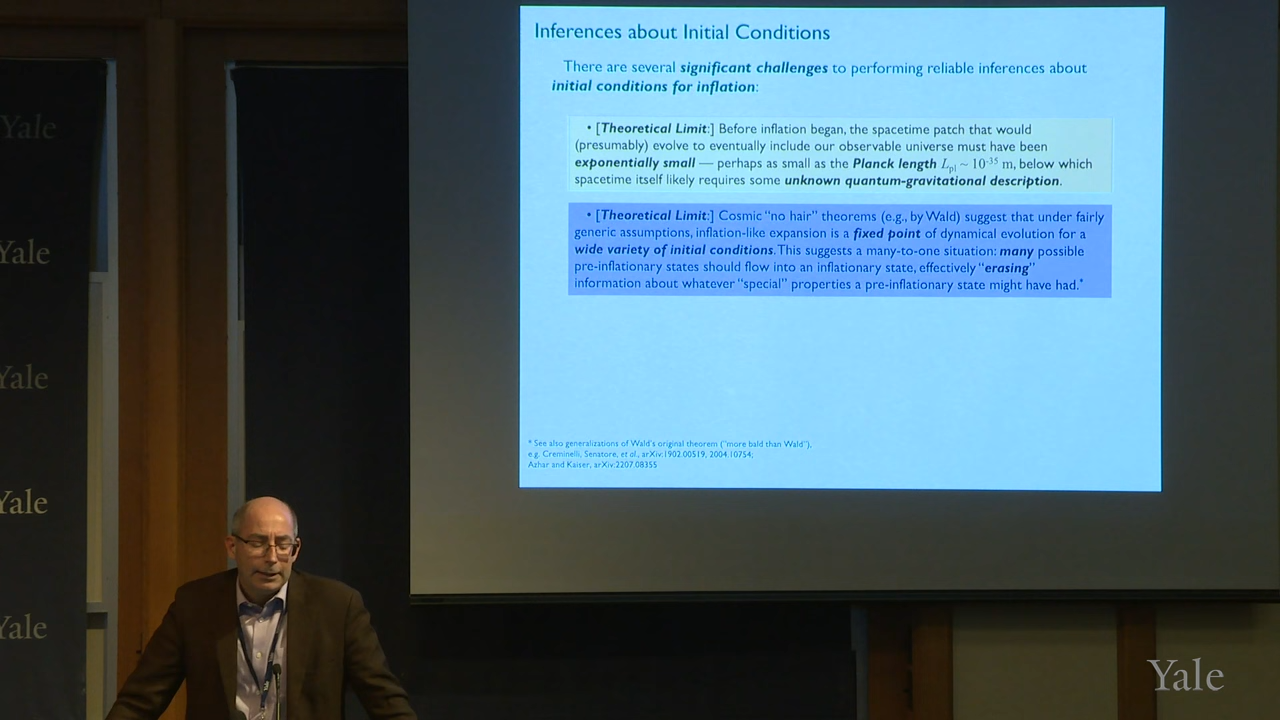 Inferences about Initial Conditions
There are several significant challenges to performing reliable inferences about
initial conditions for inflation:
• [Theoretical Limit:] Before inflation began, the spacetime patch that would
(presumably) evolve to eventually include our observable universe must have been
exponentially small — perhaps as small as the Planck length Lpl ~ 10-35 m, below which
spacetime itself likely requires some unknown quantum-gravitational description.
• [Theoretical Limit:] Cosmic "no hair" theorems (e.g., by Wald) suggest that under fairly
generic assumptions, inflation-like expansion is a fixed point of dynamical evolution for a
wide variety of initial conditions. This suggests a many-to-one situation: many possible
pre-inflationary states should flow into an inflationary state, effectively "erasing"
information about whatever "special" properties a pre-inflationary state might have had.*
* See also generalizations of Wald's original theorem ("more bald than Wald"),
e.g. Creminelli, Senatore, et al., arXiv:1902.00519, 2004.10754;
Azhar and Kaiser, arXiv:2207.08355
Yale
Yale
Yale
Yale
Yale
Yale